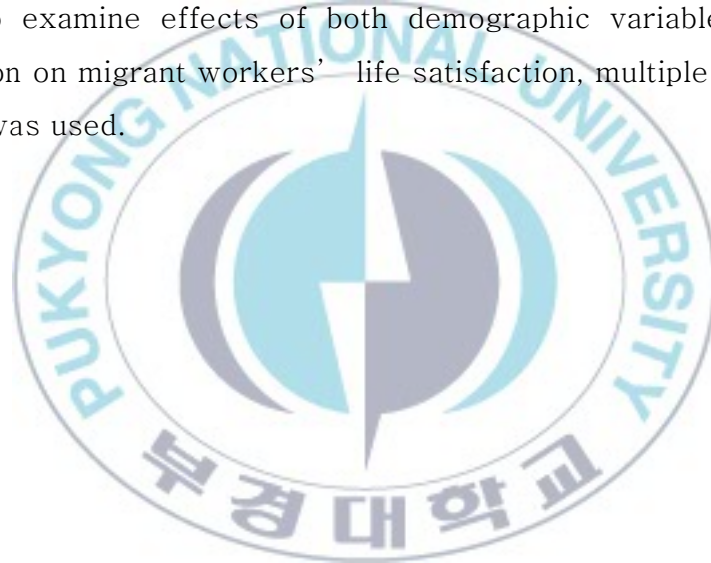 o examine effects of both demographic variable
on on migrant workers’ life satisfaction, multiple
was used.
PUKYONG NATIONAL UNIVERSITY
부경대학교